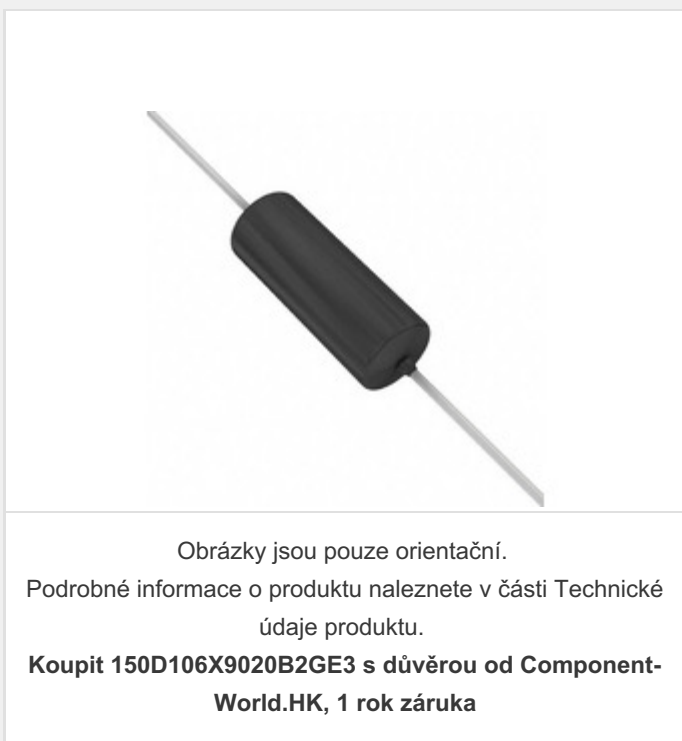 Obrázky jsou pouze orientační.
Podrobné informace o produktu naleznete v části Technické
údaje produktu.
Koupit 150D106X9020B2GE3 s důvěrou od Component-
World.HK, 1 rok záruka